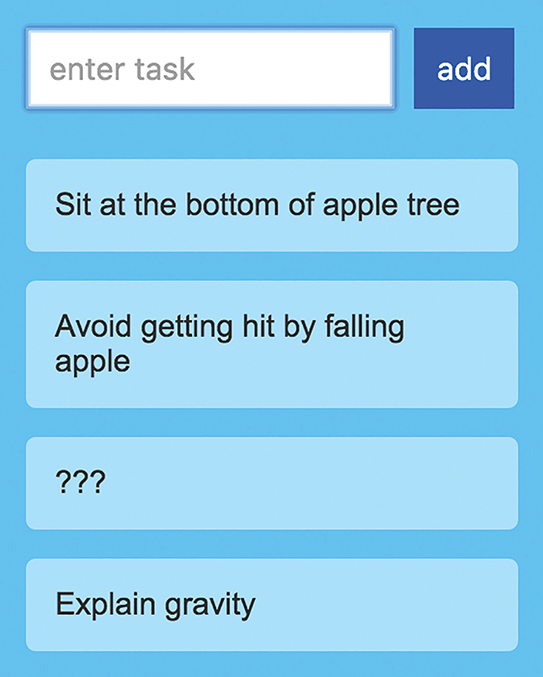 enter task
add
Sit at the bottom of apple tree
Avoid getting hit by falling
apple
???
Explain gravity